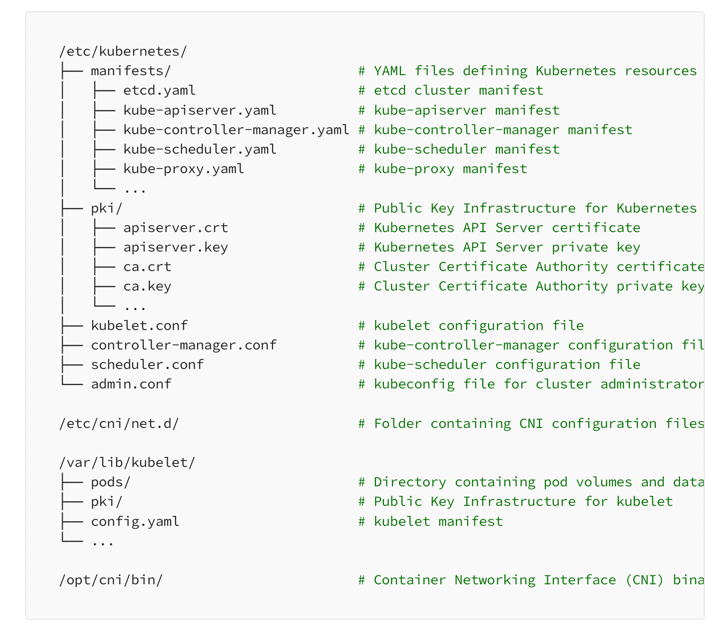 /etc/kubernetes/
├── manifests/ # YAML files defining Kubernetes resources
│   ├── etcd.yaml # etcd cluster manifest
│   ├── kube-apiserver.yaml # kube-apiserver manifest
│   ├── kube-controller-manager.yaml # kube-controller-manager manifest
│   ├── kube-scheduler.yaml # kube-scheduler manifest
│   ├── kube-proxy.yaml # kube-proxy manifest
│   └── ...
├── pki/ # Public Key Infrastructure for Kubernetes
│   ├── apiserver.crt # Kubernetes API Server certificate
│   ├── apiserver.key # Kubernetes API Server private key
│   ├── ca.crt # Cluster Certificate Authority certificate
│   ├── ca.key # Cluster Certificate Authority private key
│   └── ...
├── kubelet.conf # kubelet configuration file
├── controller-manager.conf # kube-controller-manager configuration fil
├── scheduler.conf # kube-scheduler configuration file
└── admin.conf # kubeconfig file for cluster administrator
/etc/cni/net.d/ # Folder containing CNI configuration files
/var/lib/kubelet/
├── pods/ # Directory containing pod volumes and data
├── pki/ # Public Key Infrastructure for kubelet
├── config.yaml # kubelet manifest
└── ...
/opt/cni/bin/ # Container Networking Interface (CNI) bina